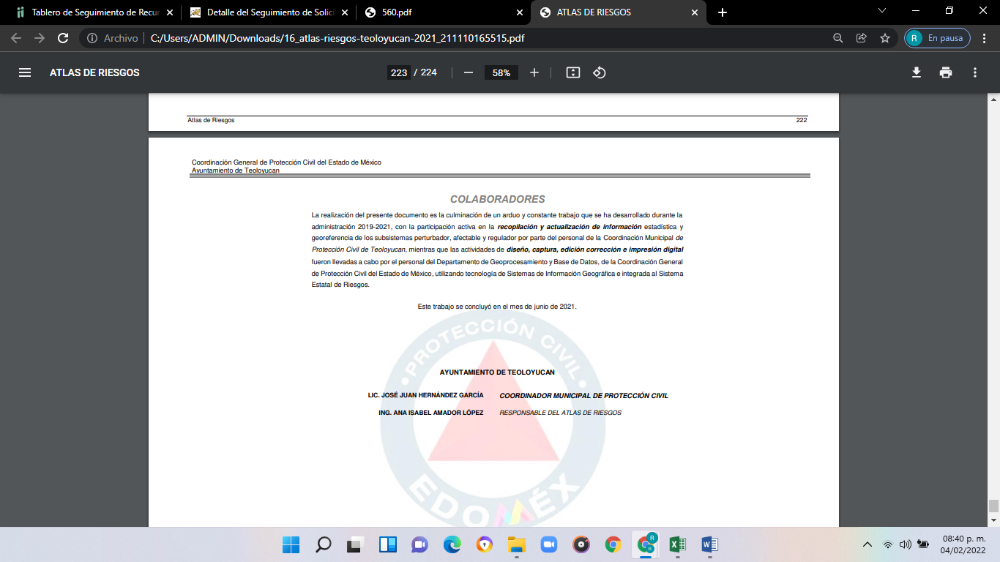 Tablero de Seguimiento de Recur
Detalle del Seguimiento de Solici
560.pdf
ATLAS DE RIESGOS
Archivo
C:/Users/ADMIN/Downloads/16_atlas-riesgos-teoloyucan-2021_211110165515.pdf
R
En pausa
ATLAS DE RIESGOS
223 / 224
58%
Atlas de Riesgos
222
Coordinación General de Protección Civil del Estado de México
Ayuntamiento de Teoloyucan
COLABORADORES
La realización del presente documento es la culminación de un arduo y constante trabajo que se ha desarrollado durante la
administración 2019-2021, con la participación activa en la recopilación y actualización de información estadística y
georeferencia de los subsistemas perturbador, afectable y regulador por parte del personal de la Coordinación Municipal de
Protección Civil de Teoloyucan, mientras que las actividades de diseño, captura, edición corrección e impresión digital
fueron llevadas a cabo por el personal del Departamento de Geoprocesamiento y Base de Datos, de la Coordinación General
de Protección Civil del Estado de México, utilizando tecnología de Sistemas de Información Geográfica e integrada al Sistema
Estatal de Riesgos.
Este trabajo se concluyó en el mes de junio de 2021.
PROTECCIÓN CIVIL
AYUNTAMIENTO DE TEOLOYUCAN
LIC. JOSÉ JUAN HERNÁNDEZ GARCÍA COORDINADOR MUNICIPAL DE PROTECCIÓN CIVIL
ING. ANA ISABEL AMADOR LÓPEZ RESPONSABLE DEL ATLAS DE RIESGOS
EDOMÉX
R
08:40 p. m.
04/02/2022